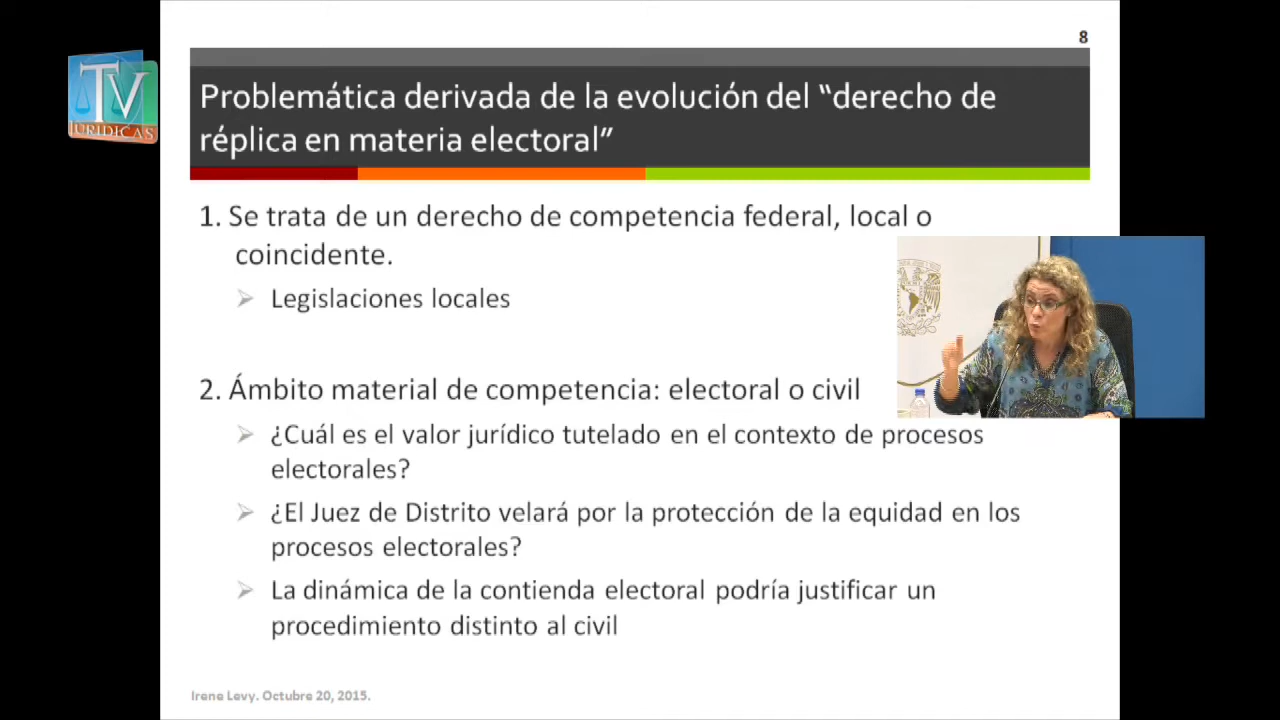 8
TV
JURIDICAS
Problemática derivada de la evolución del “derecho de
réplica en materia electoral”
1. Se trata de un derecho de competencia federal, local o
coincidente.
Legislaciones locales
2. Ámbito material de competencia: electoral o civil
¿Cuál es el valor jurídico tutelado en el contexto de procesos
electorales?
¿El Juez de Distrito velará por la protección de la equidad en los
procesos electorales?
La dinámica de la contienda electoral podría justificar un
procedimiento distinto al civil
Irene Levy. Octubre 20, 2015.